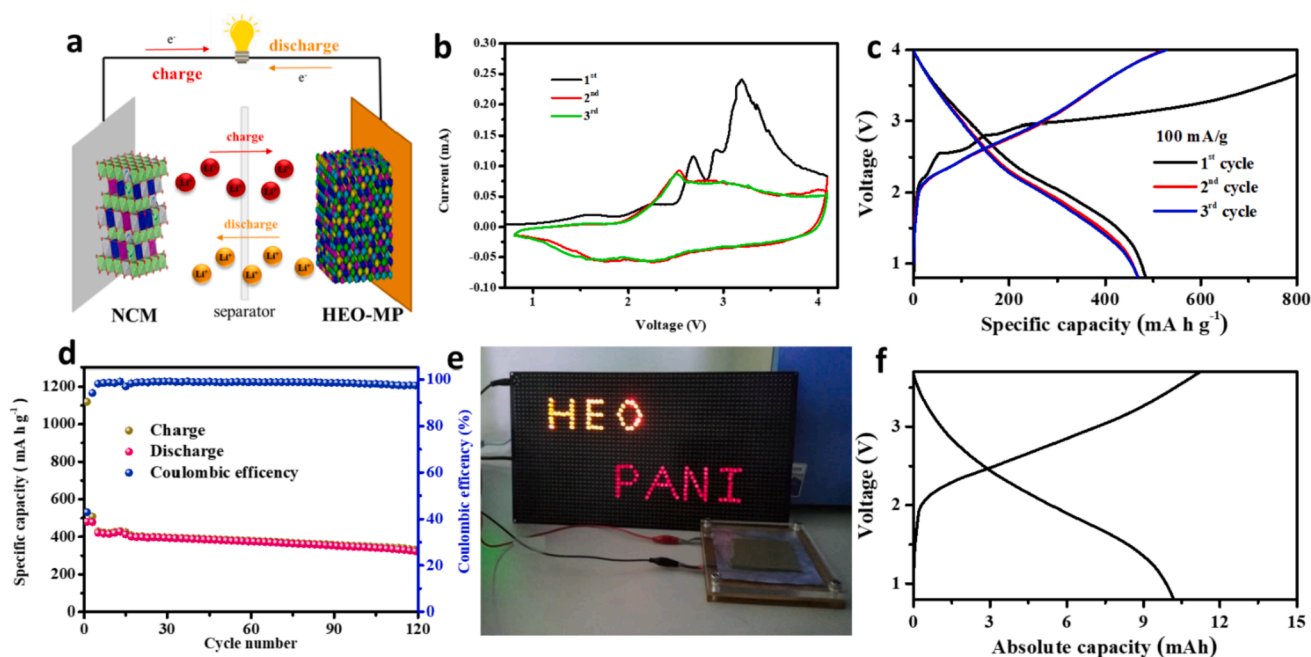 a
e-
discharge
charge
e-
charge
Li+
Li+
Li+
Li+
Li+
discharge
Li+
Li+
Li+
Li+
Li+
NCM
separator
HEO-MP
b
0.30
0.25
0.20
0.15
0.10
0.05
0.00
-0.05
-0.10
Current (mA)
1st
2nd
3rd
1
2
3
4
Voltage (V)
c
4
3
2
1
Voltage (V)
100 mA/g
1st cycle
2nd cycle
3rd cycle
0
200
400
600
800
Specific capacity (mA h g-1)
d
1200
1000
800
600
400
200
0
Specific capacity ( mA h g-1)
Charge
Discharge
Coulombic efficency
100
80
60
40
20
0
Coulombic efficency (%)
0
30
60
90
120
Cycle number
e
HEO
PANI
f
3
2
1
Voltage (V)
0
3
6
9
12
15
Absolute capacity (mAh)